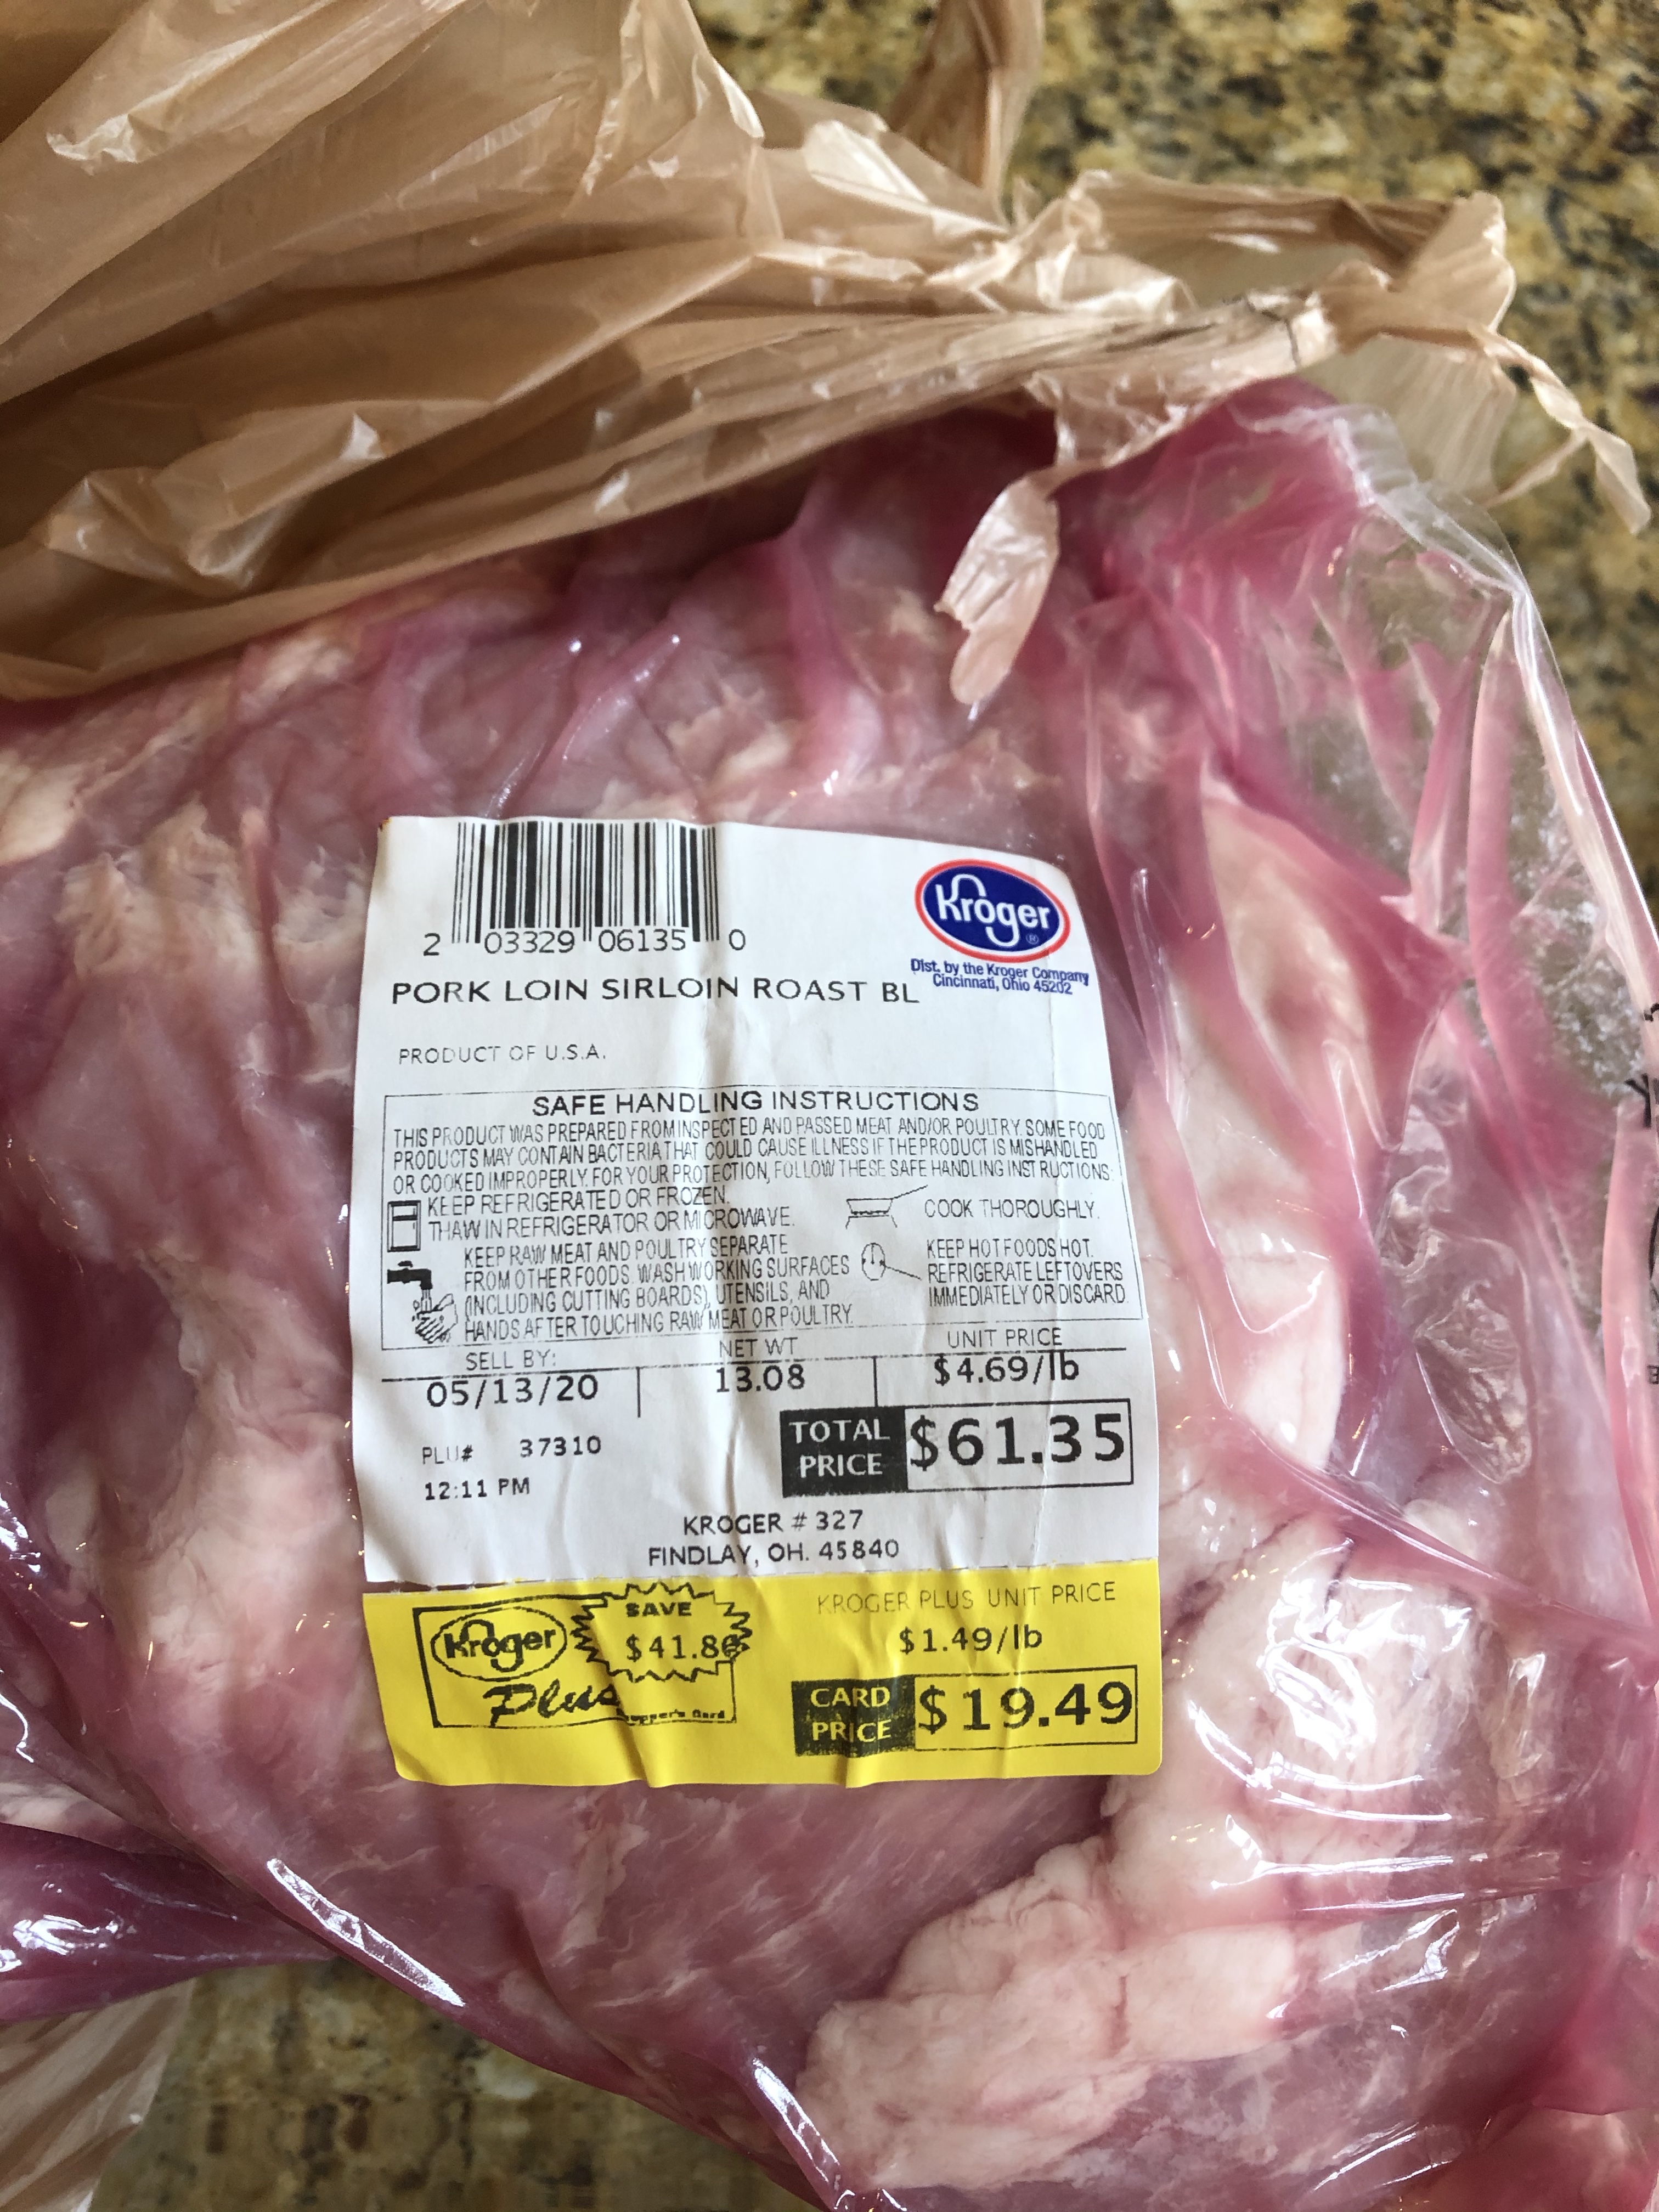 2 03329 06135 0
Kroger ®
Dist. by the Kroger Company
Cincinnati, Ohio 45202
PORK LOIN SIRLOIN ROAST BL
PRODUCT OF U.S.A.
SAFE HANDLING INSTRUCTIONS
THIS PRODUCT WAS PREPARED FROM INSPECTED AND PASSED MEAT AND/OR POULTRY. SOME FOOD
PRODUCTS MAY CONTAIN BACTERIA THAT COULD CAUSE ILLNESS IF THE PRODUCT IS MISHANDLED
OR COOKED IMPROPERLY. FOR YOUR PROTECTION, FOLLOW THESE SAFE HANDLING INSTRUCTIONS:
KEEP REFRIGERATED OR FROZEN.
THAW IN REFRIGERATOR OR MICROWAVE.
COOK THOROUGHLY.
KEEP RAW MEAT AND POULTRY SEPARATE
FROM OTHER FOODS. WASH WORKING SURFACES
(INCLUDING CUTTING BOARDS), UTENSILS, AND
HANDS AFTER TOUCHING RAW MEAT OR POULTRY.
KEEP HOT FOODS HOT.
REFRIGERATE LEFTOVERS
IMMEDIATELY OR DISCARD.
SELL BY: NET WT UNIT PRICE
05/13/20 13.08 $4.69/lb
TOTAL PRICE $61.35
PLU# 37310
12:11 PM
KROGER # 327
FINDLAY, OH. 45840
Kroger Plus
SAVE
$41.86
KROGER PLUS UNIT PRICE
$1.49/lb
CARD PRICE $19.49